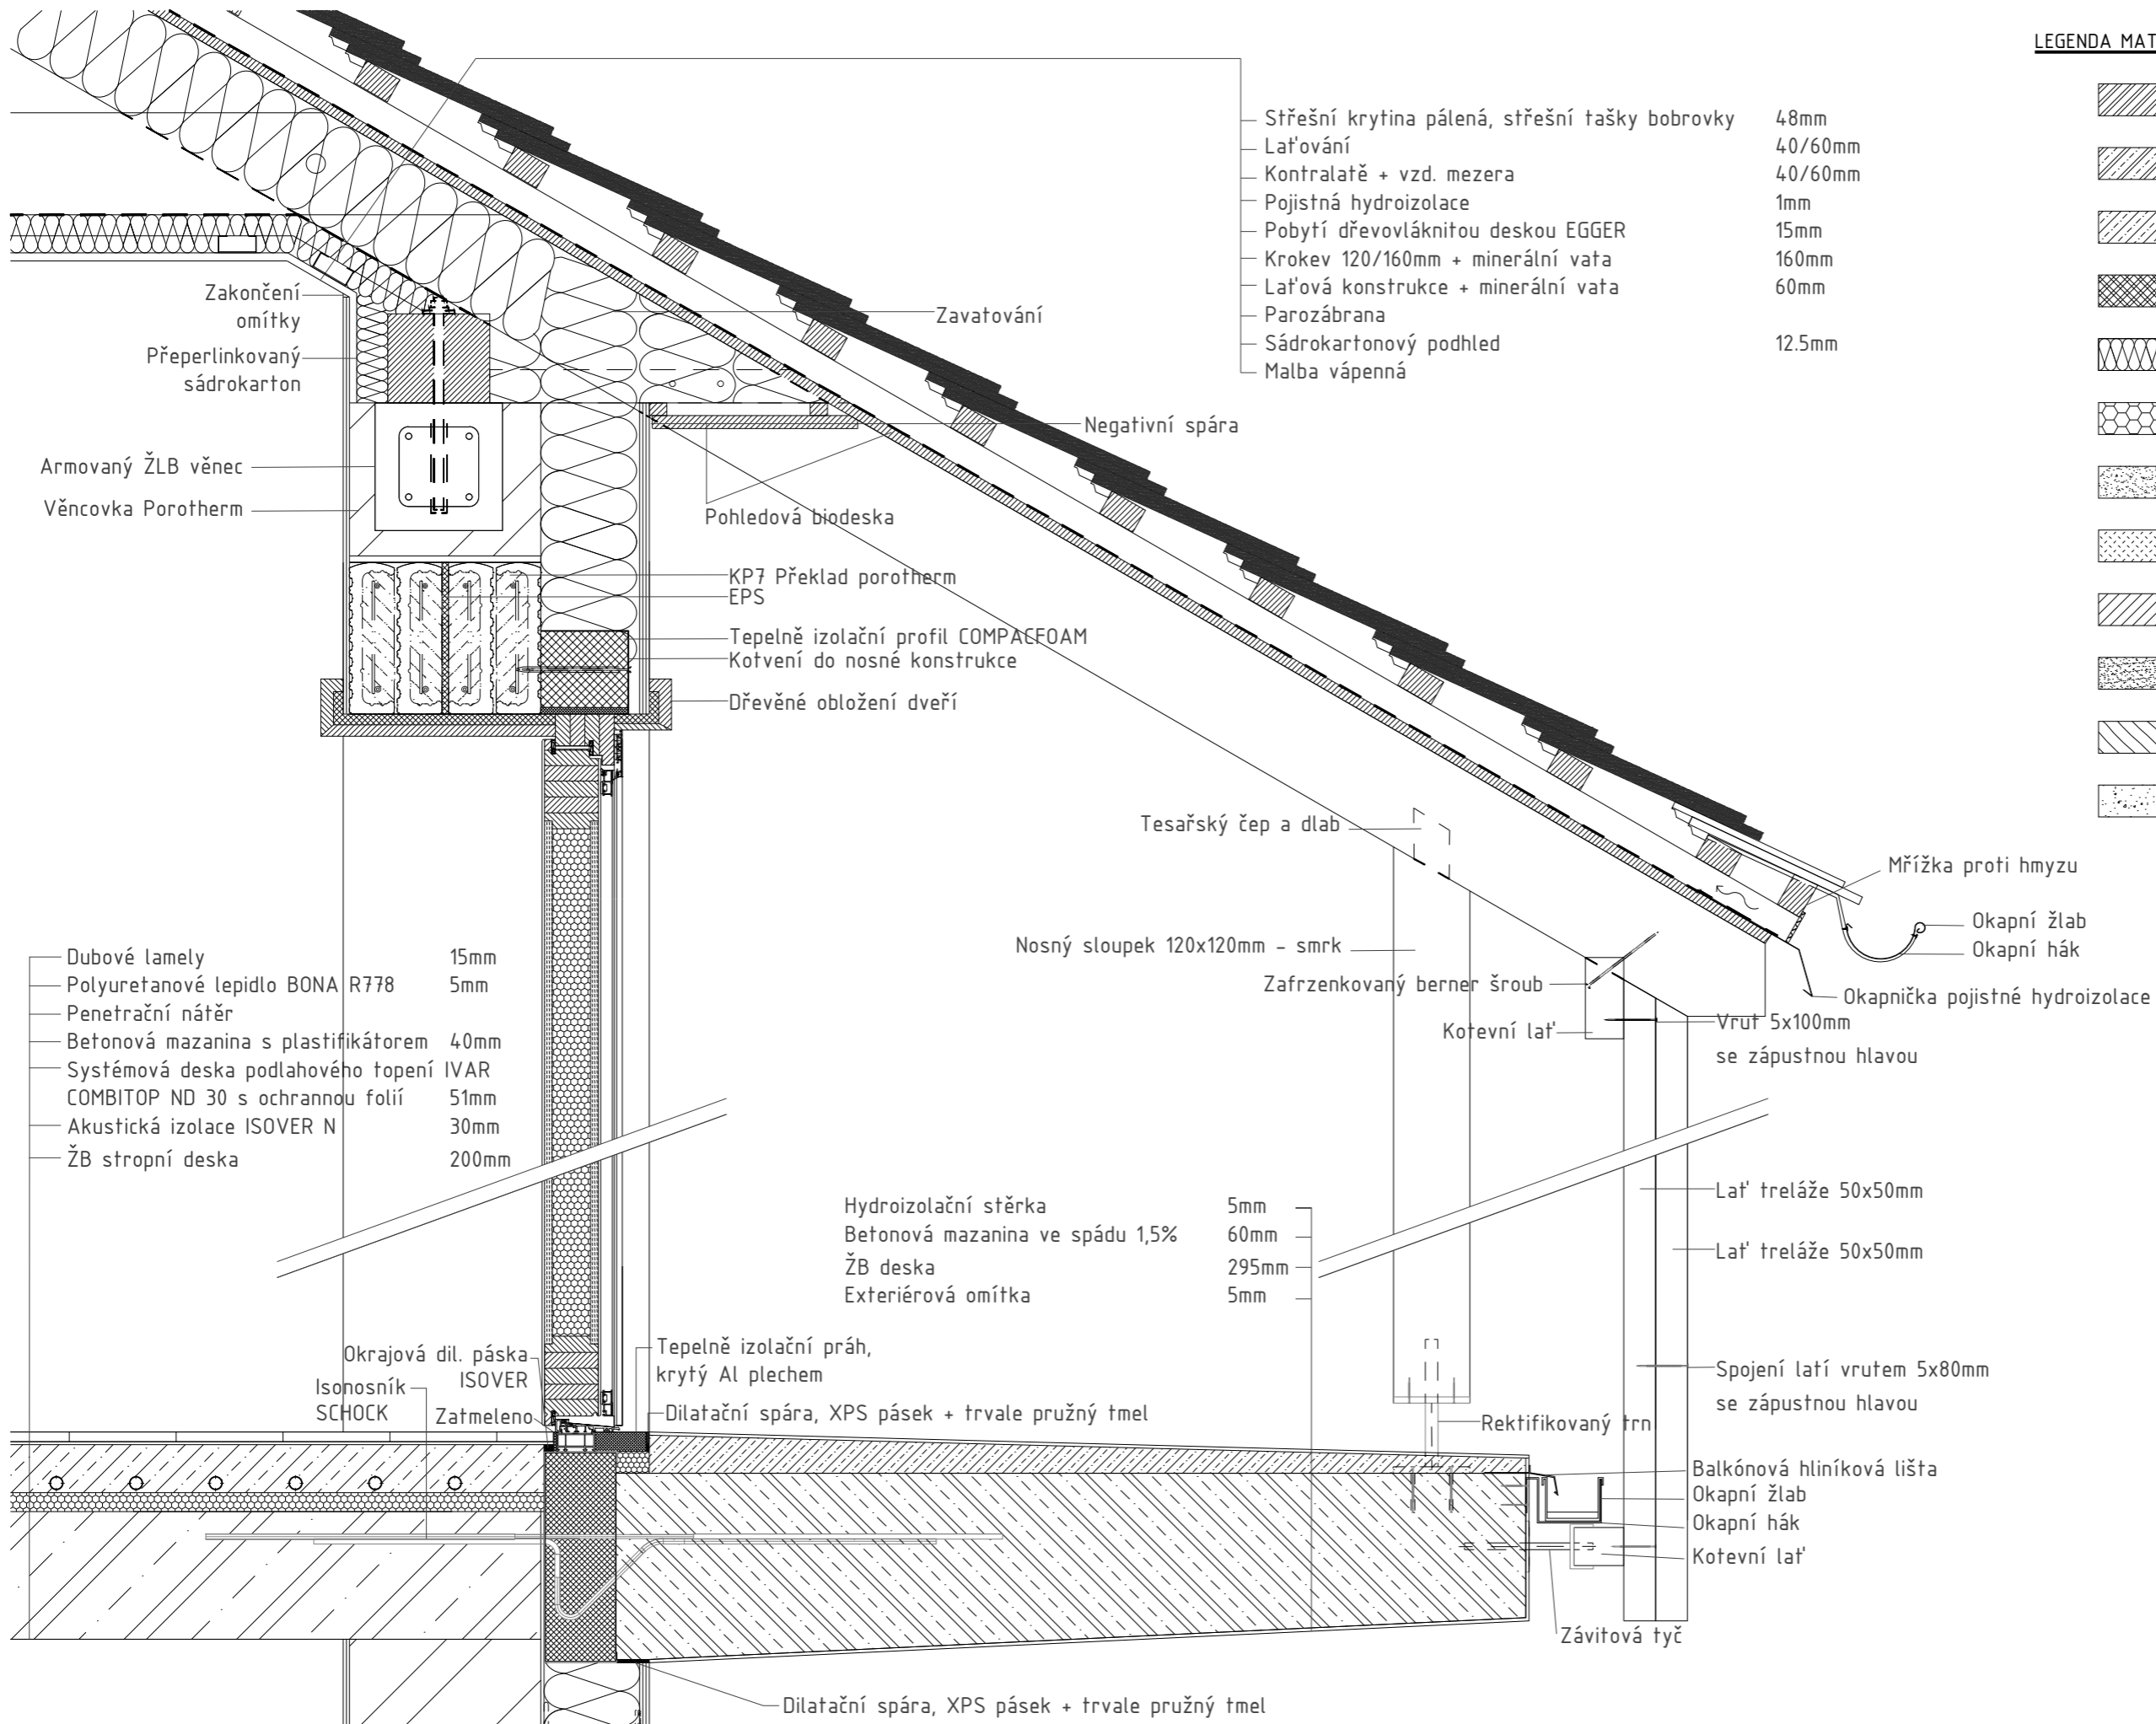 LEGENDA MAT
Střešní krytina pálená, střešní tašky bobrovky 48mm
Laťování 40/60mm
Kontralatě + vzd. mezera 40/60mm
Pojistná hydroizolace 1mm
Pobytí dřevovláknitou deskou EGGER 15mm
Krokev 120/160mm + minerální vata 160mm
Laťová konstrukce + minerální vata 60mm
Parozábrana
Sádrokartonový podhled 12.5mm
Malba vápenná
Zakončení
omítky
Přeperlinkovaný
sádrokarton
Zavatování
Negativní spára
Armovaný ŽLB věnec
Věncovka Porotherm
Pohledová biodeska
KP7 Překlad porotherm
EPS
Tepelně izolační profil COMPACFOAM
Kotvení do nosné konstrukce
Dřevěné obložení dveří
Tesařský čep a dlab
Mřížka proti hmyzu
Okapní žlab
Okapní hák
Nosný sloupek 120x120mm - smrk
Zafrzenkovaný berner šroub
Okapnička pojistné hydroizolace
Kotevní lať
Vrut 5x100mm
se zápustnou hlavou
Dubové lamely 15mm
Polyuretanové lepidlo BONA R778 5mm
Penetrační nátěr
Betonová mazanina s plastifikátorem 40mm
Systémová deska podlahového topení IVAR
COMBITOP ND 30 s ochrannou folií 51mm
Akustická izolace ISOVER N 30mm
ŽB stropní deska 200mm
Lať treláže 50x50mm
Lať treláže 50x50mm
Hydroizolační stěrka 5mm
Betonová mazanina ve spádu 1,5% 60mm
ŽB deska 295mm
Exteriérová omítka 5mm
Okrajová dil. páska
ISOVER
Isonosník
SCHOCK
Zatmeleno
Tepelně izolační práh,
krytý Al plechem
Dilatační spára, XPS pásek + trvale pružný tmel
Spojení latí vrutem 5x80mm
se zápustnou hlavou
Rektifikovaný trn
Balkónová hliníková lišta
Okapní žlab
Okapní hák
Kotevní lať
Závitová tyč
Dilatační spára, XPS pásek + trvale pružný tmel